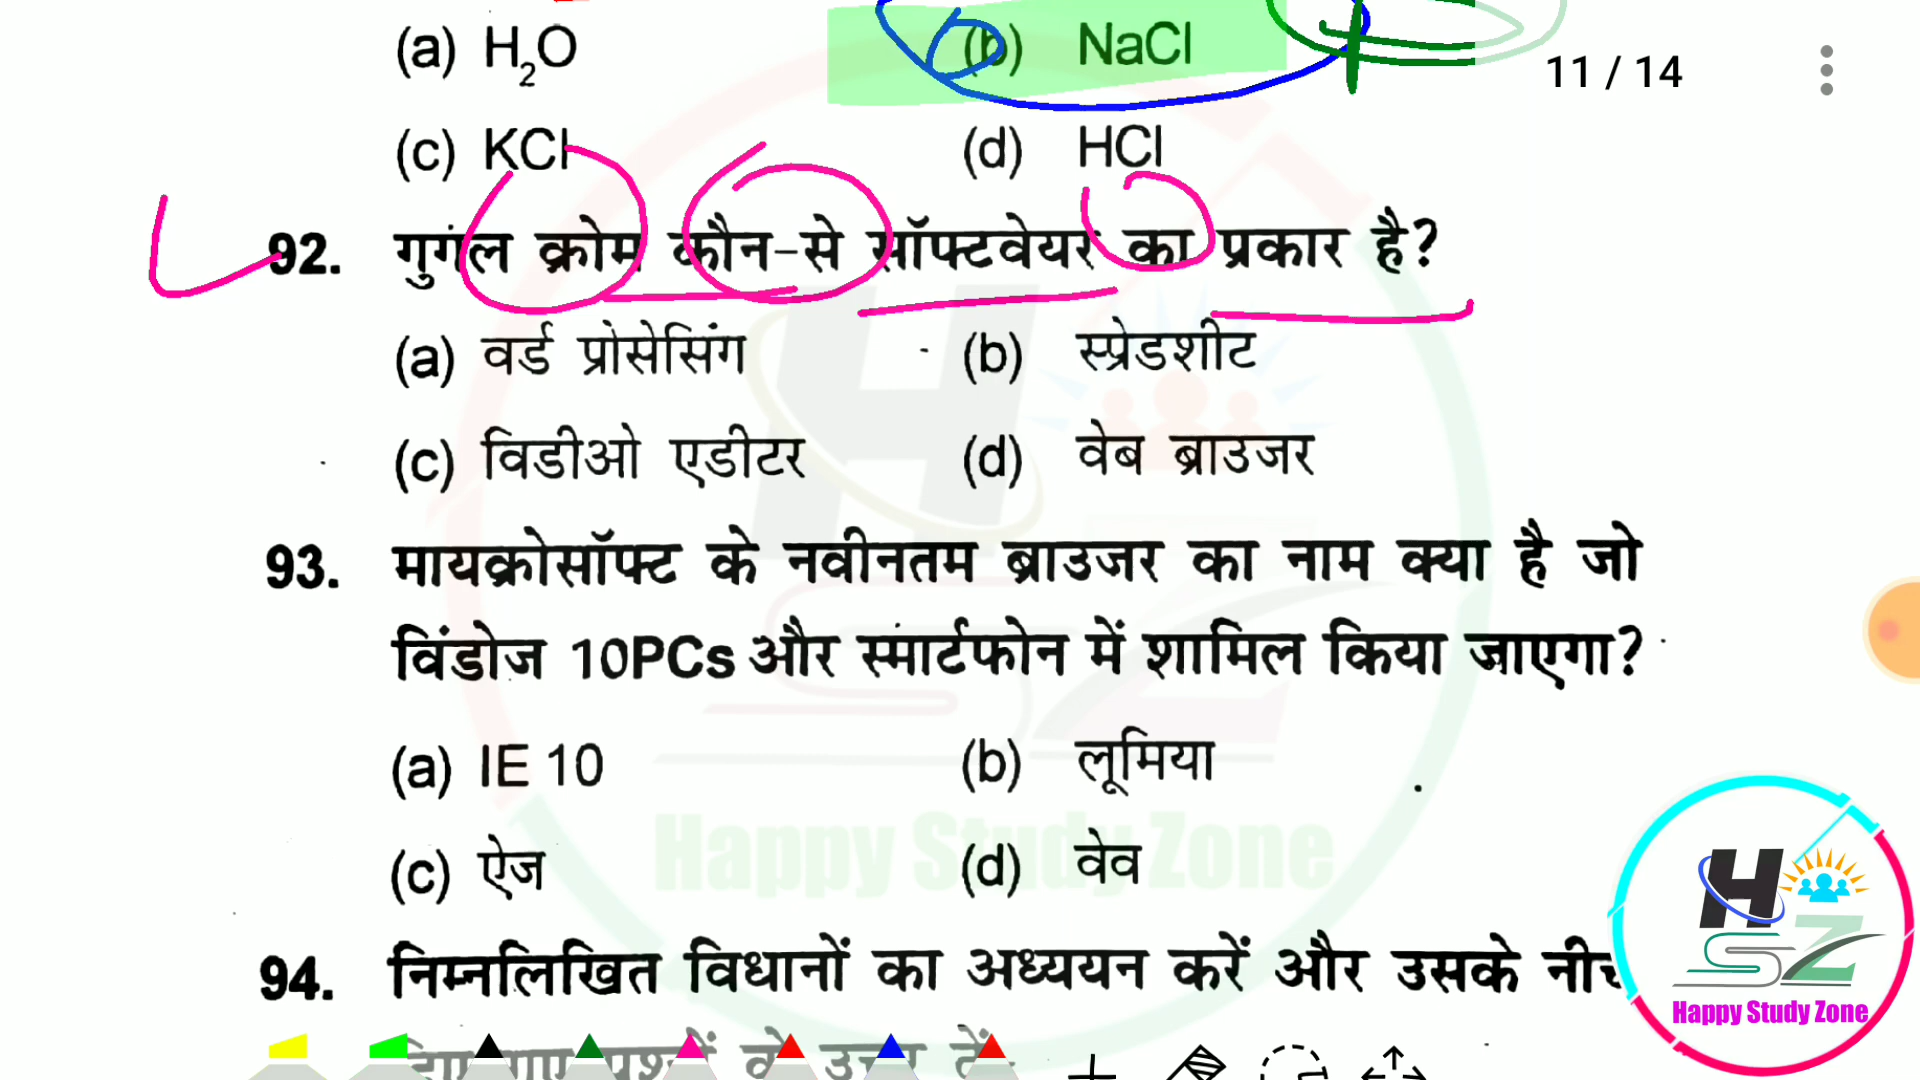 (a) H₂O (b) NaCl
11 / 14
(c) KCl (d) HCl
92. गुगंल क्रोम कौन-से सॉफ्टवेयर का प्रकार है?
(a) वर्ड प्रोसेसिंग (b) स्प्रेडशीट
(c) विडीओ एडीटर (d) वेब ब्राउजर
93. मायक्रोसॉफ्ट के नवीनतम ब्राउजर का नाम क्या है जो
विंडोज 10PCs और स्मार्टफोन में शामिल किया जाएगा?
(a) IE 10 (b) लूमिया
(c) ऐज (d) वेव
Happy Study Zone
94. निम्नलिखित विधानों का अध्ययन करें और उसके
HSZ
Happy Study Zone